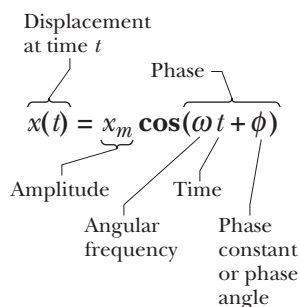 Displacement
at time t
Phase
x(t) = x_m cos(ωt + ϕ)
Amplitude
Time
Angular
frequency
Phase
constant
or phase
angle